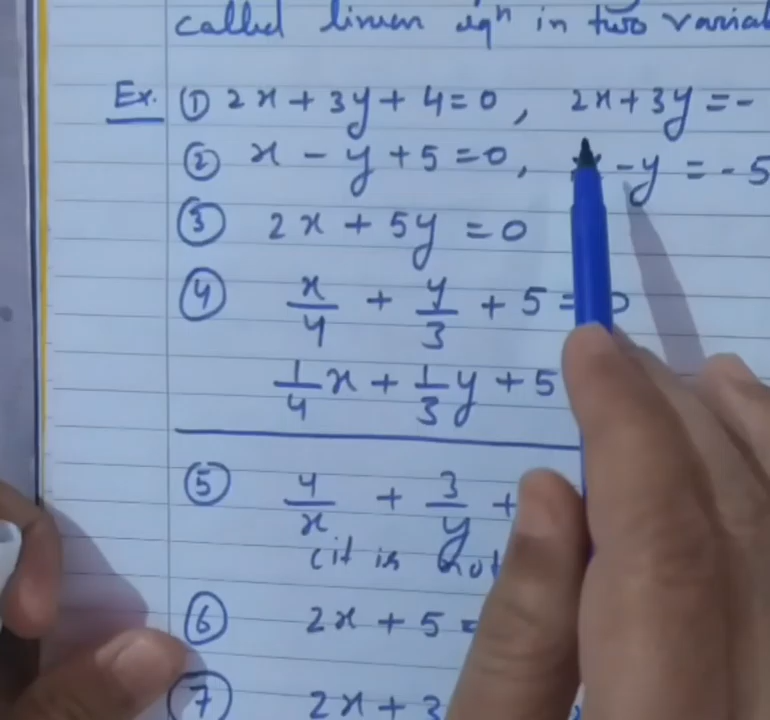 called linear eqn in two
Ex. ① 2x + 3y + 4 = 0 , 2x + 3y = -
② x - y + 5 = 0 , - y = - 5
③ 2x + 5y = 0
④ x/4 + y/3 + 5 = 0
1/4 x + 1/3 y + 5
⑤ 4/x + 3/y +
(it is not
⑥ 2x + 5 =
⑦ 2x + 3